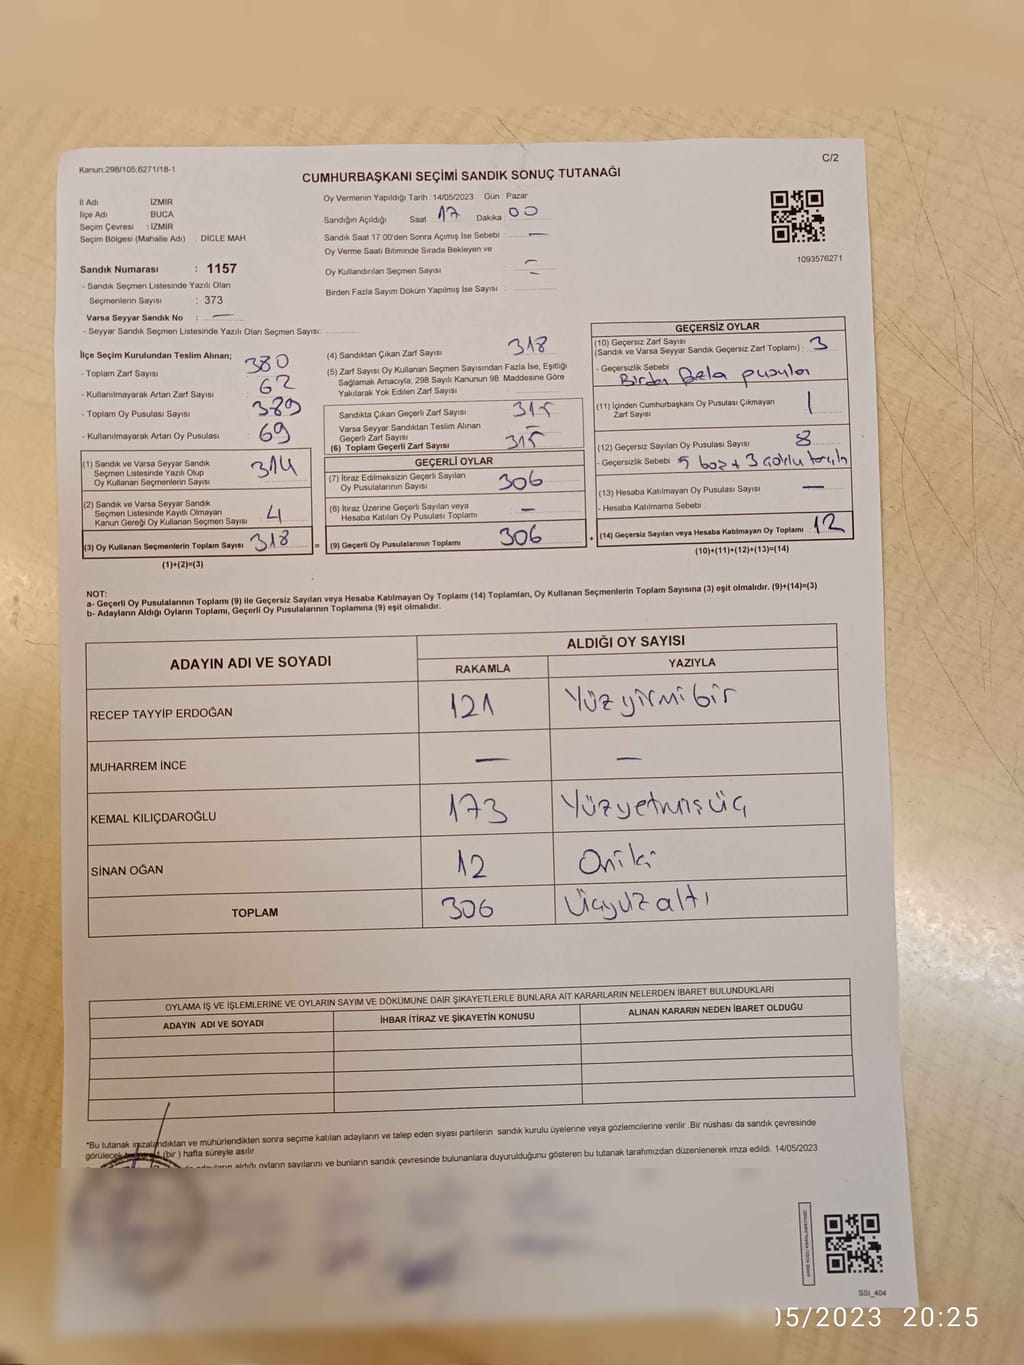 Kanun;298/105;6271/18-1
C/2
CUMHURBAŞKANI SEÇİMİ SANDIK SONUÇ TUTANAĞI
İl Adı İZMİR
İlçe Adı BUCA
Seçim Çevresi : İZMİR
Seçim Bölgesi (Mahalle Adı) : DİCLE MAH
Sandık Numarası : 1157
- Sandık Seçmen Listesinde Yazılı Olan
Seçmenlerin Sayısı : 373
Varsa Seyyar Sandık No : —
- Seyyar Sandık Seçmen Listesinde Yazılı Olan Seçmen Sayısı:
Oy Vermenin Yapıldığı Tarih :14/05/2023 Gün Pazar
Sandığın Açıldığı Saat 17 Dakika 00
Sandık Saat 17.00'den Sonra Açımış İse Sebebi —
Oy Verme Saati Bitiminde Sırada Bekleyen ve
Oy Kullandırılan Seçmen Sayısı —
Birden Fazla Sayım Döküm Yapılmış İse Sayısı :
1093576271
İlçe Seçim Kurulundan Teslim Alınan;
- Toplam Zarf Sayısı 380
- Kullanılmayarak Artan Zarf Sayısı 62
- Toplam Oy Pusulası Sayısı 389
- Kullanılmayarak Artan Oy Pusulası 69
(1) Sandık ve Varsa Seyyar Sandık
Seçmen Listesinde Yazılı Olup
Oy Kullanan Seçmenlerin Sayısı 314
(2) Sandık ve Varsa Seyyar Sandık
Seçmen Listesinde Kayıtlı Olmayan
Kanun Gereği Oy Kullanan Seçmen Sayısı 4
(3) Oy Kullanan Seçmenlerin Toplam Sayısı 318
(1)+(2)=(3)
(4) Sandıktan Çıkan Zarf Sayısı 318
(5) Zarf Sayısı Oy Kullanan Seçmen Sayısından Fazla İse, Eşitliği
Sağlamak Amacıyla, 298 Sayılı Kanunun 98. Maddesine Göre
Yakılarak Yok Edilen Zarf Sayısı :
Sandıkta Çıkan Geçerli Zarf Sayısı 315
Varsa Seyyar Sandıktan Teslim Alınan
Geçerli Zarf Sayısı —
(6) Toplam Geçerli Zarf Sayısı 315
GEÇERLİ OYLAR
(7) İtiraz Edilmeksizin Geçerli Sayılan
Oy Pusulalarının Sayısı 306
(8) İtiraz Üzerine Geçerli Sayılan veya
Hesaba Katılan Oy Pusulası Toplamı —
= (9) Geçerli Oy Pusulalarının Toplamı 306
GEÇERSİZ OYLAR
(10) Geçersiz Zarf Sayısı
(Sandık ve Varsa Seyyar Sandık Geçersiz Zarf Toplamı) : 3
- Geçersizlik Sebebi
Birden fazla pusula
(11) İçinden Cumhurbaşkanı Oy Pusulası Çıkmayan
Zarf Sayısı 1
(12) Geçersiz Sayılan Oy Pusulası Sayısı 8
- Geçersizlik Sebebi 5 boz + 3
(13) Hesaba Katılmayan Oy Pusulası Sayısı —
- Hesaba Katılmama Sebebi
+ (14) Geçersiz Sayılan veya Hesaba Katılmayan Oy Toplamı : 12
(10)+(11)+(12)+(13)=(14)
NOT:
a- Geçerli Oy Pusulalarının Toplamı (9) ile Geçersiz Sayılan veya Hesaba Katılmayan Oy Toplamı (14) Toplamları, Oy Kullanan Seçmenlerin Toplam Sayısına (3) eşit olmalıdır. (9)+(14)=(3)
b- Adayların Aldığı Oyların Toplamı, Geçerli Oy Pusulalarının Toplamına (9) eşit olmalıdır.
ADAYIN ADI VE SOYADI
ALDIĞI OY SAYISI
RAKAMLA YAZIYLA
RECEP TAYYİP ERDOĞAN 121 Yüzyirmibir
MUHARREM İNCE — —
KEMAL KILIÇDAROĞLU 173 Yüzyetmişüç
SİNAN OĞAN 12 Oniki
TOPLAM 306 Üçyüzaltı
OYLAMA İŞ VE İŞLEMLERİNE VE OYLARIN SAYIM VE DÖKÜMÜNE DAİR ŞİKAYETLERLE BUNLARA AİT KARARLARIN NELERDEN İBARET BULUNDUKLARI
ADAYIN ADI VE SOYADI İHBAR İTİRAZ VE ŞİKAYETİN KONUSU ALINAN KARARIN NEDEN İBARET OLDUĞU
"Bu tutanak imzalandıktan ve mühürlendikten sonra seçime katılan adayların ve talep eden siyasi partilerin sandık kurulu üyelerine veya gözlemcilerine verilir .Bir nüshası da sandık çevresinde
görülecek (bir ) hafta süreyle asılır.
aldığı oyların sayılarını ve bunların sandık çevresinde bulunanlara duyurulduğunu gösteren bu tutanak tarafımızdan düzenlenerek imza edildi. 14/05/2023
SSI_404
05/2023 20:25